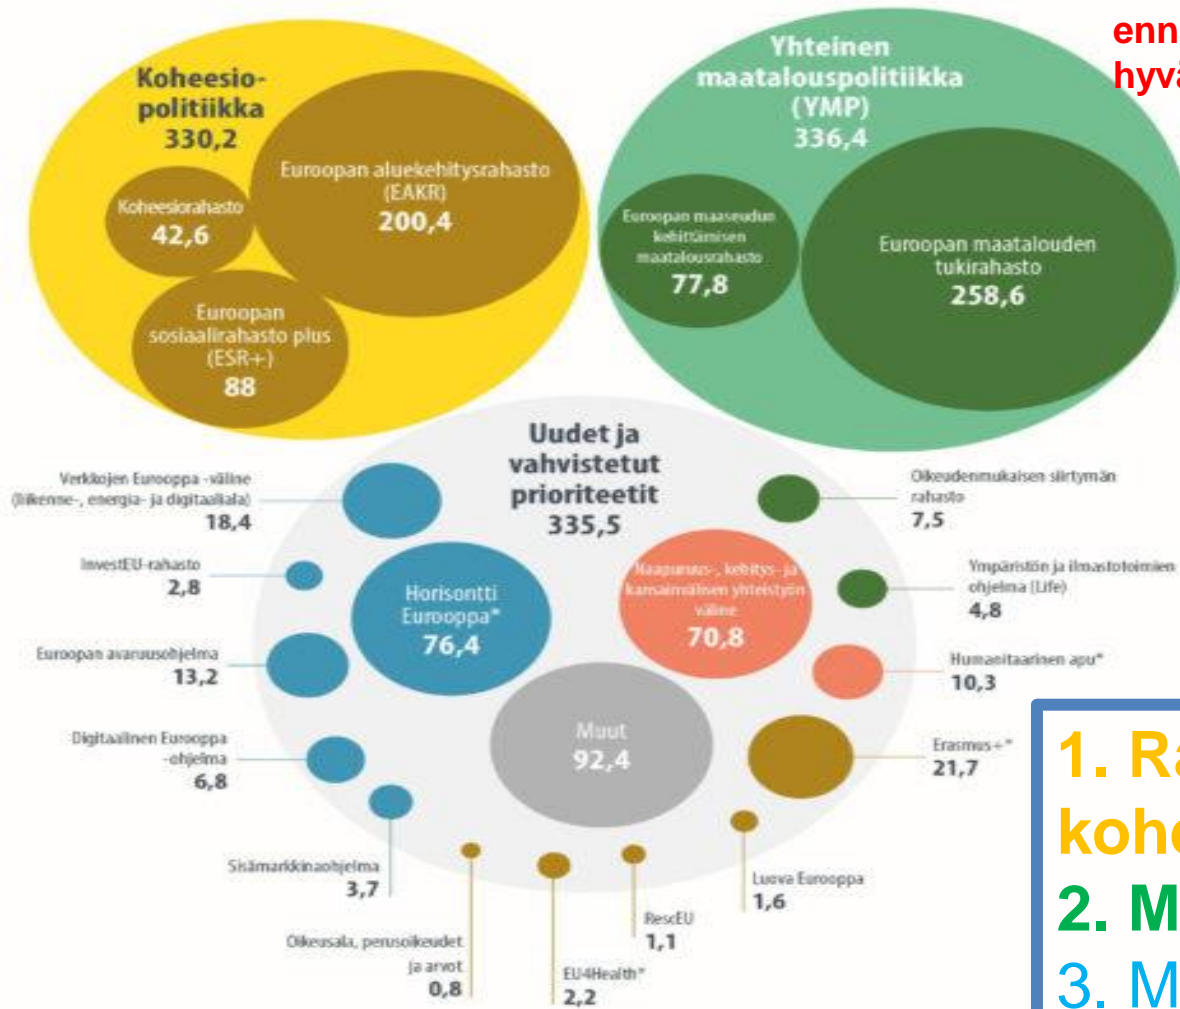 Koheesio-
politiikka
330,2
Euroopan aluekehitysrahasto
(EAKR)
200,4
Koheesiorahasto
42,6
Euroopan
sosiaalirahasto plus
(ESR+)
88
Yhteinen
maatalouspolitiikka
(YMP)
336,4
Euroopan maaseudun
kehittämisen
maatalousrahasto
77,8
Euroopan maatalouden
tukirahasto
258,6
Uudet ja
vahvistetut
prioriteetit
335,5
Verkkojen Eurooppa -väline
(liikenne-, energia- ja digitaaliala)
18,4
InvestEU-rahasto
2,8
Euroopan avaruusohjelma
13,2
Digitaalinen Eurooppa
-ohjelma
6,8
Sisämarkkinaohjelma
3,7
Oikeusala, perusoikeudet
ja arvot
0,8
EU4Health*
2,2
RescEU
1,1
Luova Eurooppa
1,6
Erasmus+*
21,7
Humanitaarinen apu*
10,3
Ympäristön ja ilmastotoimien
ohjelma (Life)
4,8
Oikeudenmukaisen siirtymän
rahasto
7,5
Horisontti
Eurooppa*
76,4
Naapuruus-, kehitys- ja
kansainvälisen yhteistyön
väline
70,8
Muut
92,4
1.
2.
3.